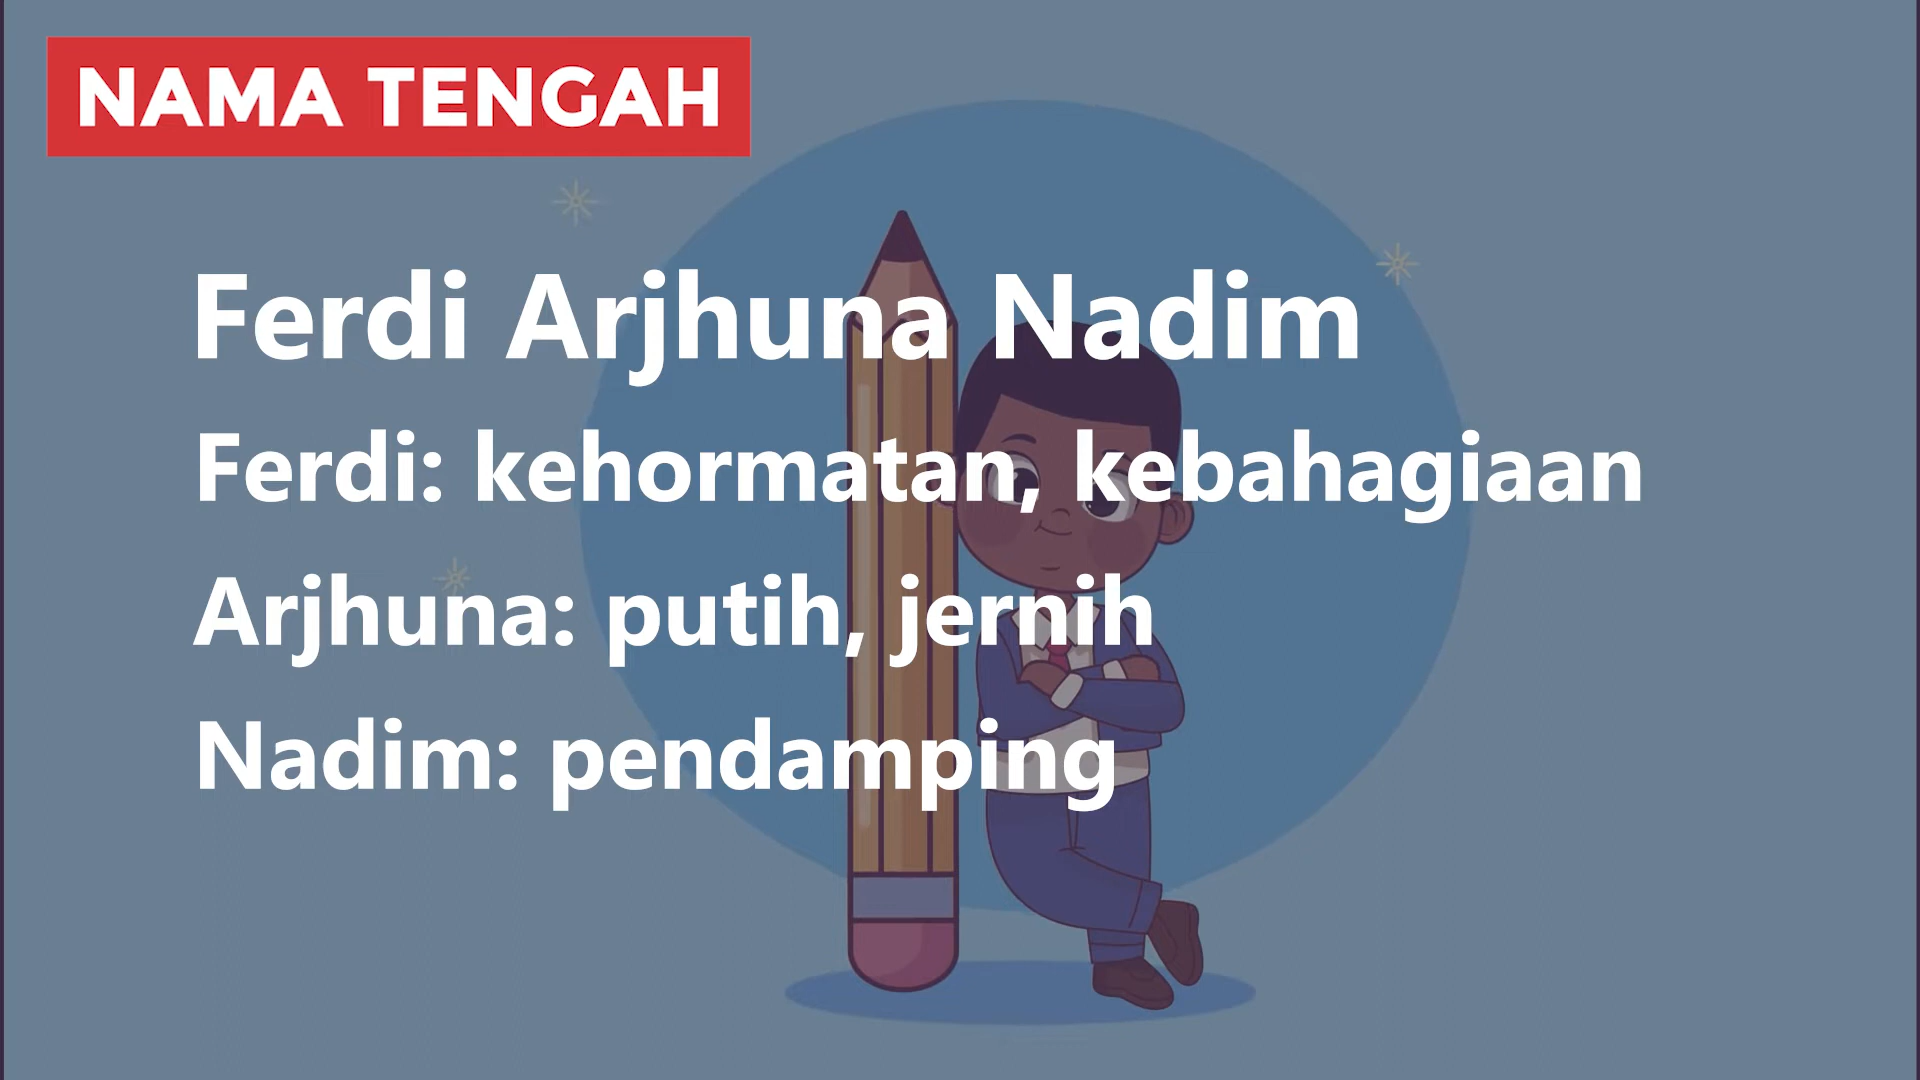 NAMA TENGAH
Ferdi Arjhuna Nadim
Ferdi: kehormatan, kebahagiaan
Arjhuna: putih, jernih
Nadim: pendamping